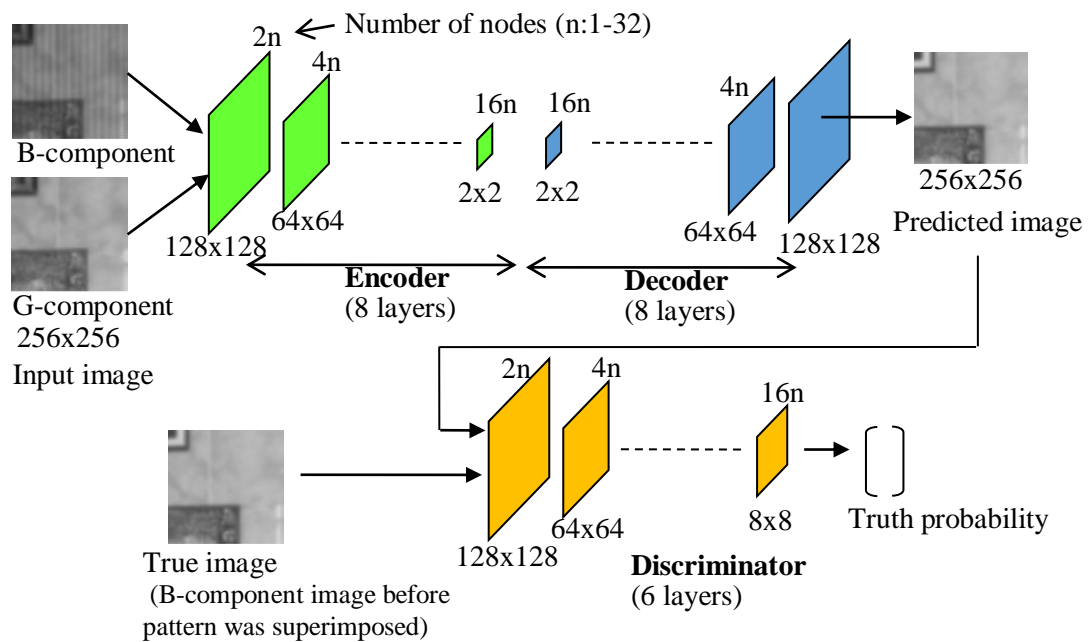 2n
Number of nodes (n:1-32)
4n
16n
16n
4n
B-component
2x2
2x2
256x256
64x64
64x64
Predicted image
128x128
128x128
Encoder
(8 layers)
Decoder
(8 layers)
G-component
256x256
Input image
2n
4n
16n
64x64
8x8
Truth probability
128x128
True image
(B-component image before
pattern was superimposed)
Discriminator
(6 layers)